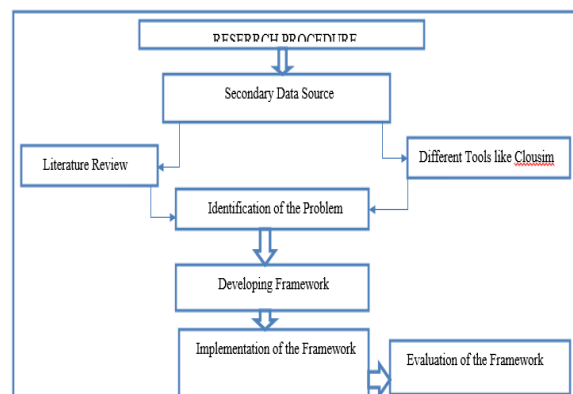 RESERRCH PROCEDURE
Secondary Data Source
Literature Review
Different Tools like Clousim
Identification of the Problem
Developing Framework
Implementation of the Framework
Evaluation of the Framework